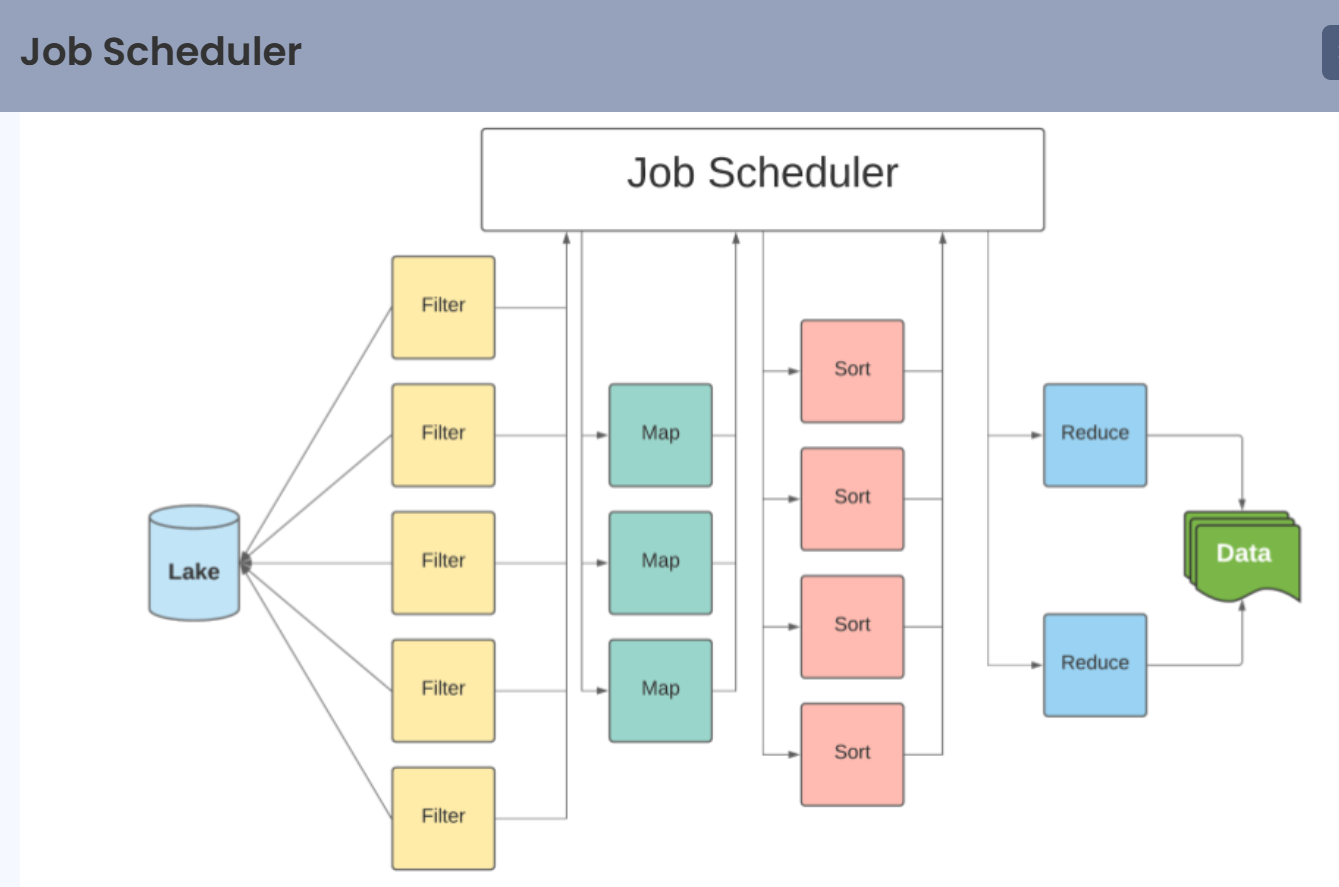 Job Scheduler
Job Scheduler
Filter
Filter
Filter
Filter
Filter
Map
Map
Map
Sort
Sort
Sort
Sort
Reduce
Reduce
Lake
Data